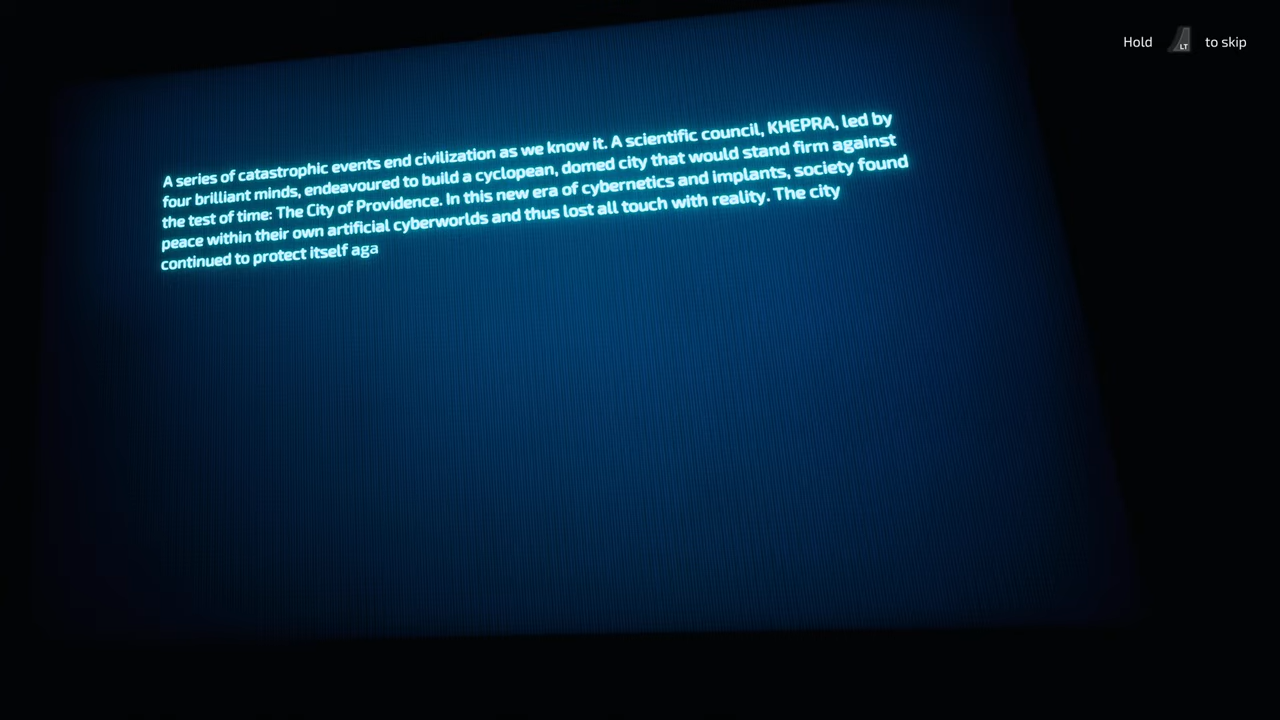 Hold LT to skip
A series of catastrophic events end civilization as we know it. A scientific council, KHEPRA, led by
four brilliant minds, endeavoured to build a cyclopean, domed city that would stand firm against
the test of time: The City of Providence. In this new era of cybernetics and implants, society found
peace within their own artificial cyberworlds and thus lost all touch with reality. The city
continued to protect itself aga